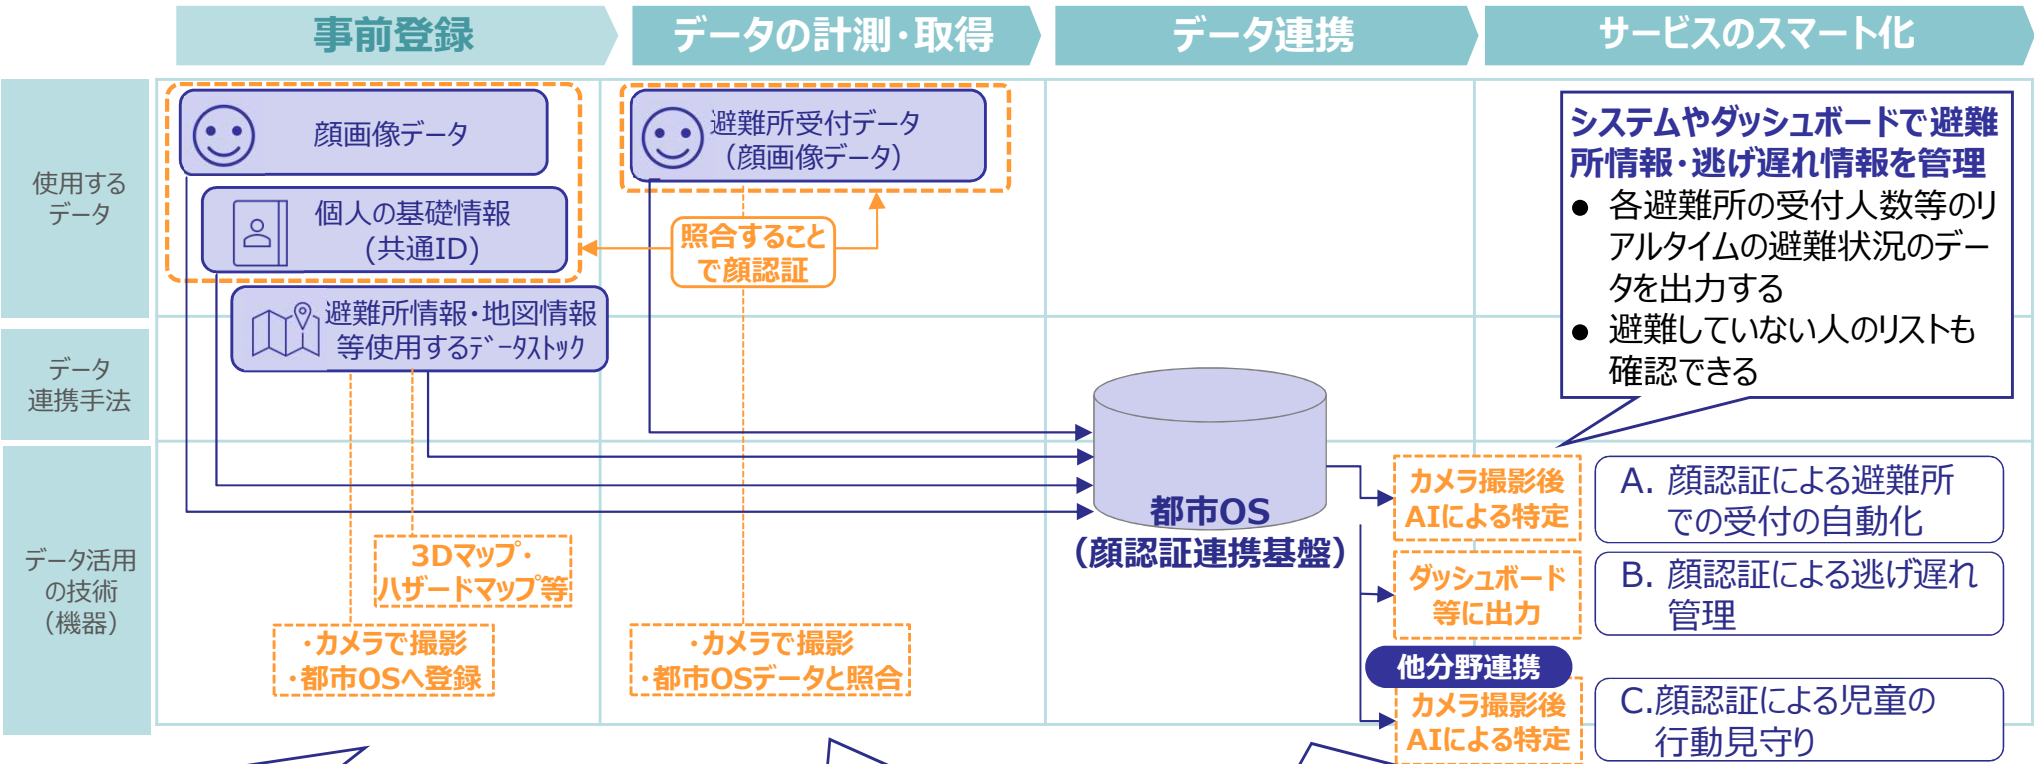 事前登録
データの計測・取得
データ連携
サービスのスマート化
使用する
データ
顔画像データ
個人の基礎情報
(共通ID)
避難所情報・地図情報
等使用するﾃﾞｰﾀｽﾄｯｸ
避難所受付データ
（顔画像データ）
照合すること
で顔認証
システムやダッシュボードで避難
所情報・逃げ遅れ情報を管理
● 各避難所の受付人数等のリ
アルタイムの避難状況のデー
タを出力する
● 避難していない人のリストも
確認できる
データ
連携手法
データ活用
の技術
（機器）
3Dマップ・
ハザードマップ等
・カメラで撮影
・都市OSへ登録
・カメラで撮影
・都市OSデータと照合
都市OS
（顔認証連携基盤）
カメラ撮影後
AIによる特定
A. 顔認証による避難所
での受付の自動化
ダッシュボード
等に出力
B. 顔認証による逃げ遅れ
管理
他分野連携
カメラ撮影後
AIによる特定
C.顔認証による児童の
行動見守り